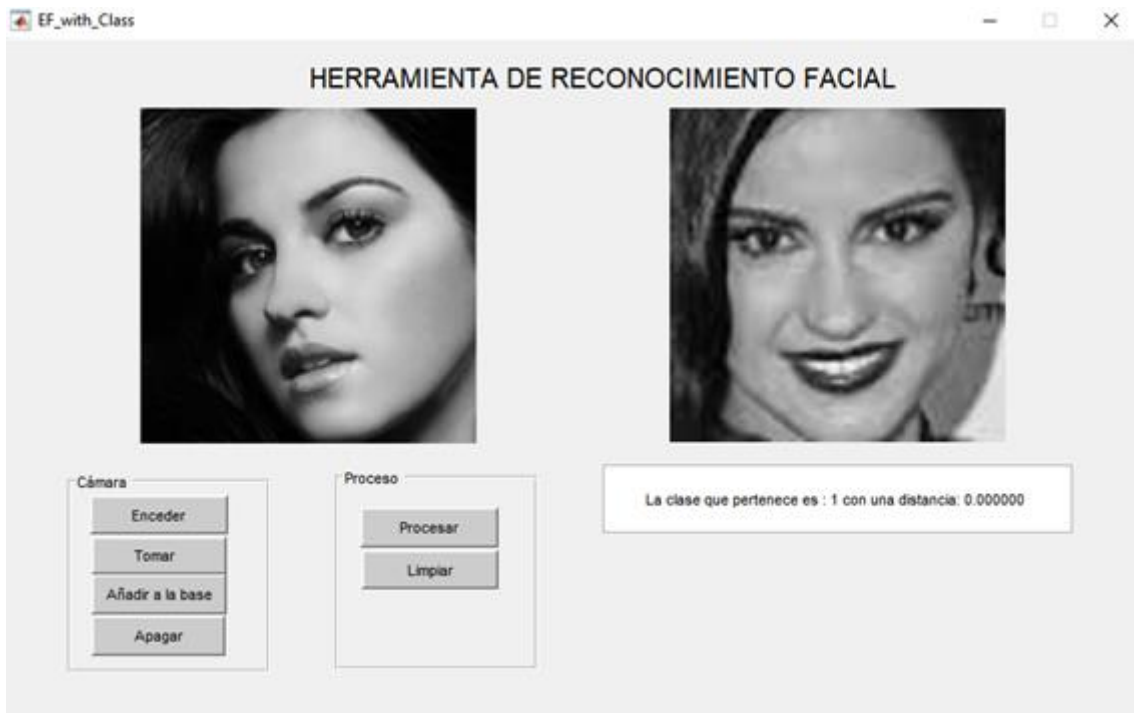 EF_with_Class
HERRAMIENTA DE RECONOCIMIENTO FACIAL
Cámara
Enceder
Tomar
Añadir a la base
Apagar
Proceso
Procesar
Limpiar
La clase que pertenece es : 1 con una distancia: 0.000000